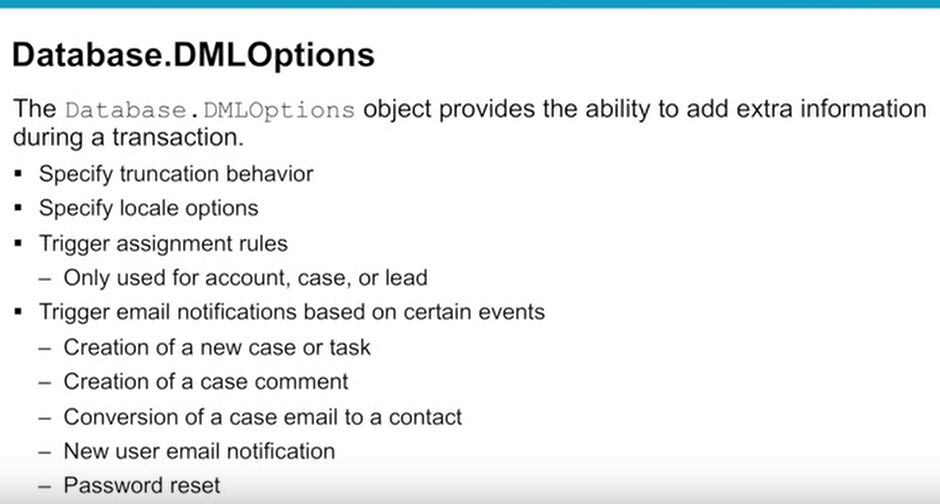 Database.DMLOptions
The Database.DMLOptions object provides the ability to add extra information
during a transaction.
▪ Specify truncation behavior
▪ Specify locale options
▪ Trigger assignment rules
– Only used for account, case, or lead
▪ Trigger email notifications based on certain events
– Creation of a new case or task
– Creation of a case comment
– Conversion of a case email to a contact
– New user email notification
– Password reset